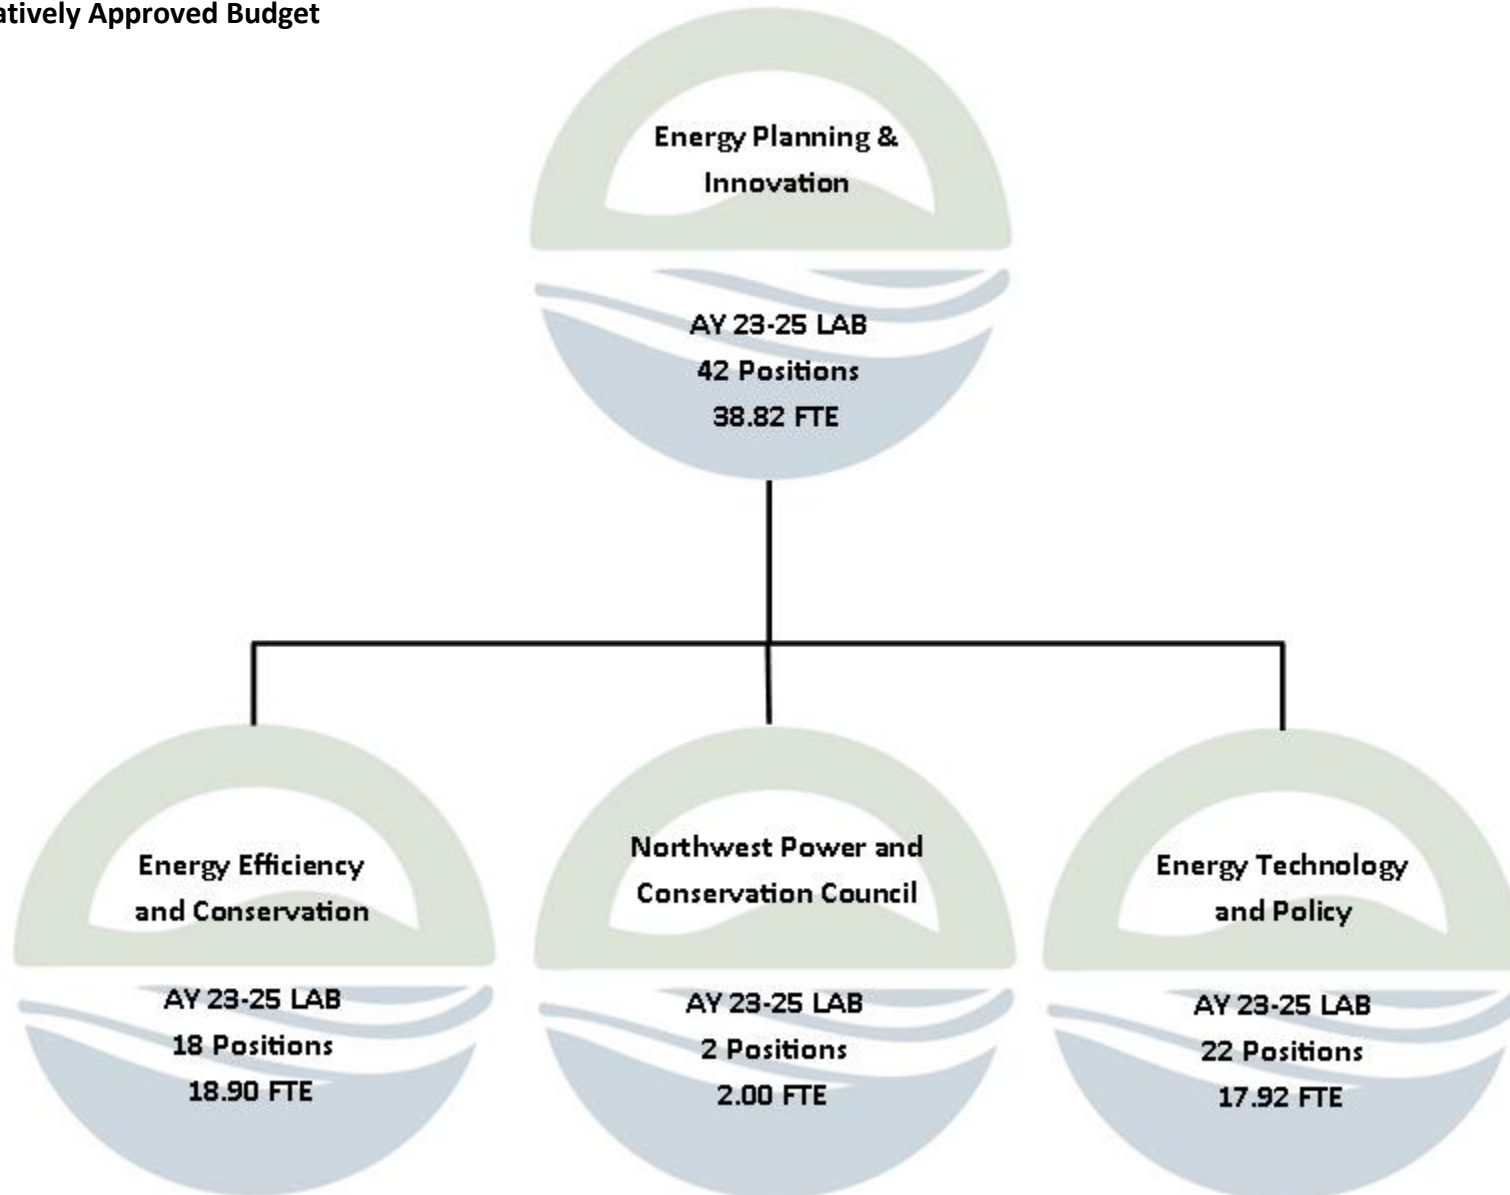 atively Approved Budget
Energy Planning &
Innovation
AY 23-25 LAB
42 Positions
38.82 FTE
Energy Efficiency
and Conservation
AY 23-25 LAB
18 Positions
18.90 FTE
Northwest Power and
Conservation Council
AY 23-25 LAB
2 Positions
2.00 FTE
Energy Technology
and Policy
AY 23-25 LAB
22 Positions
17.92 FTE